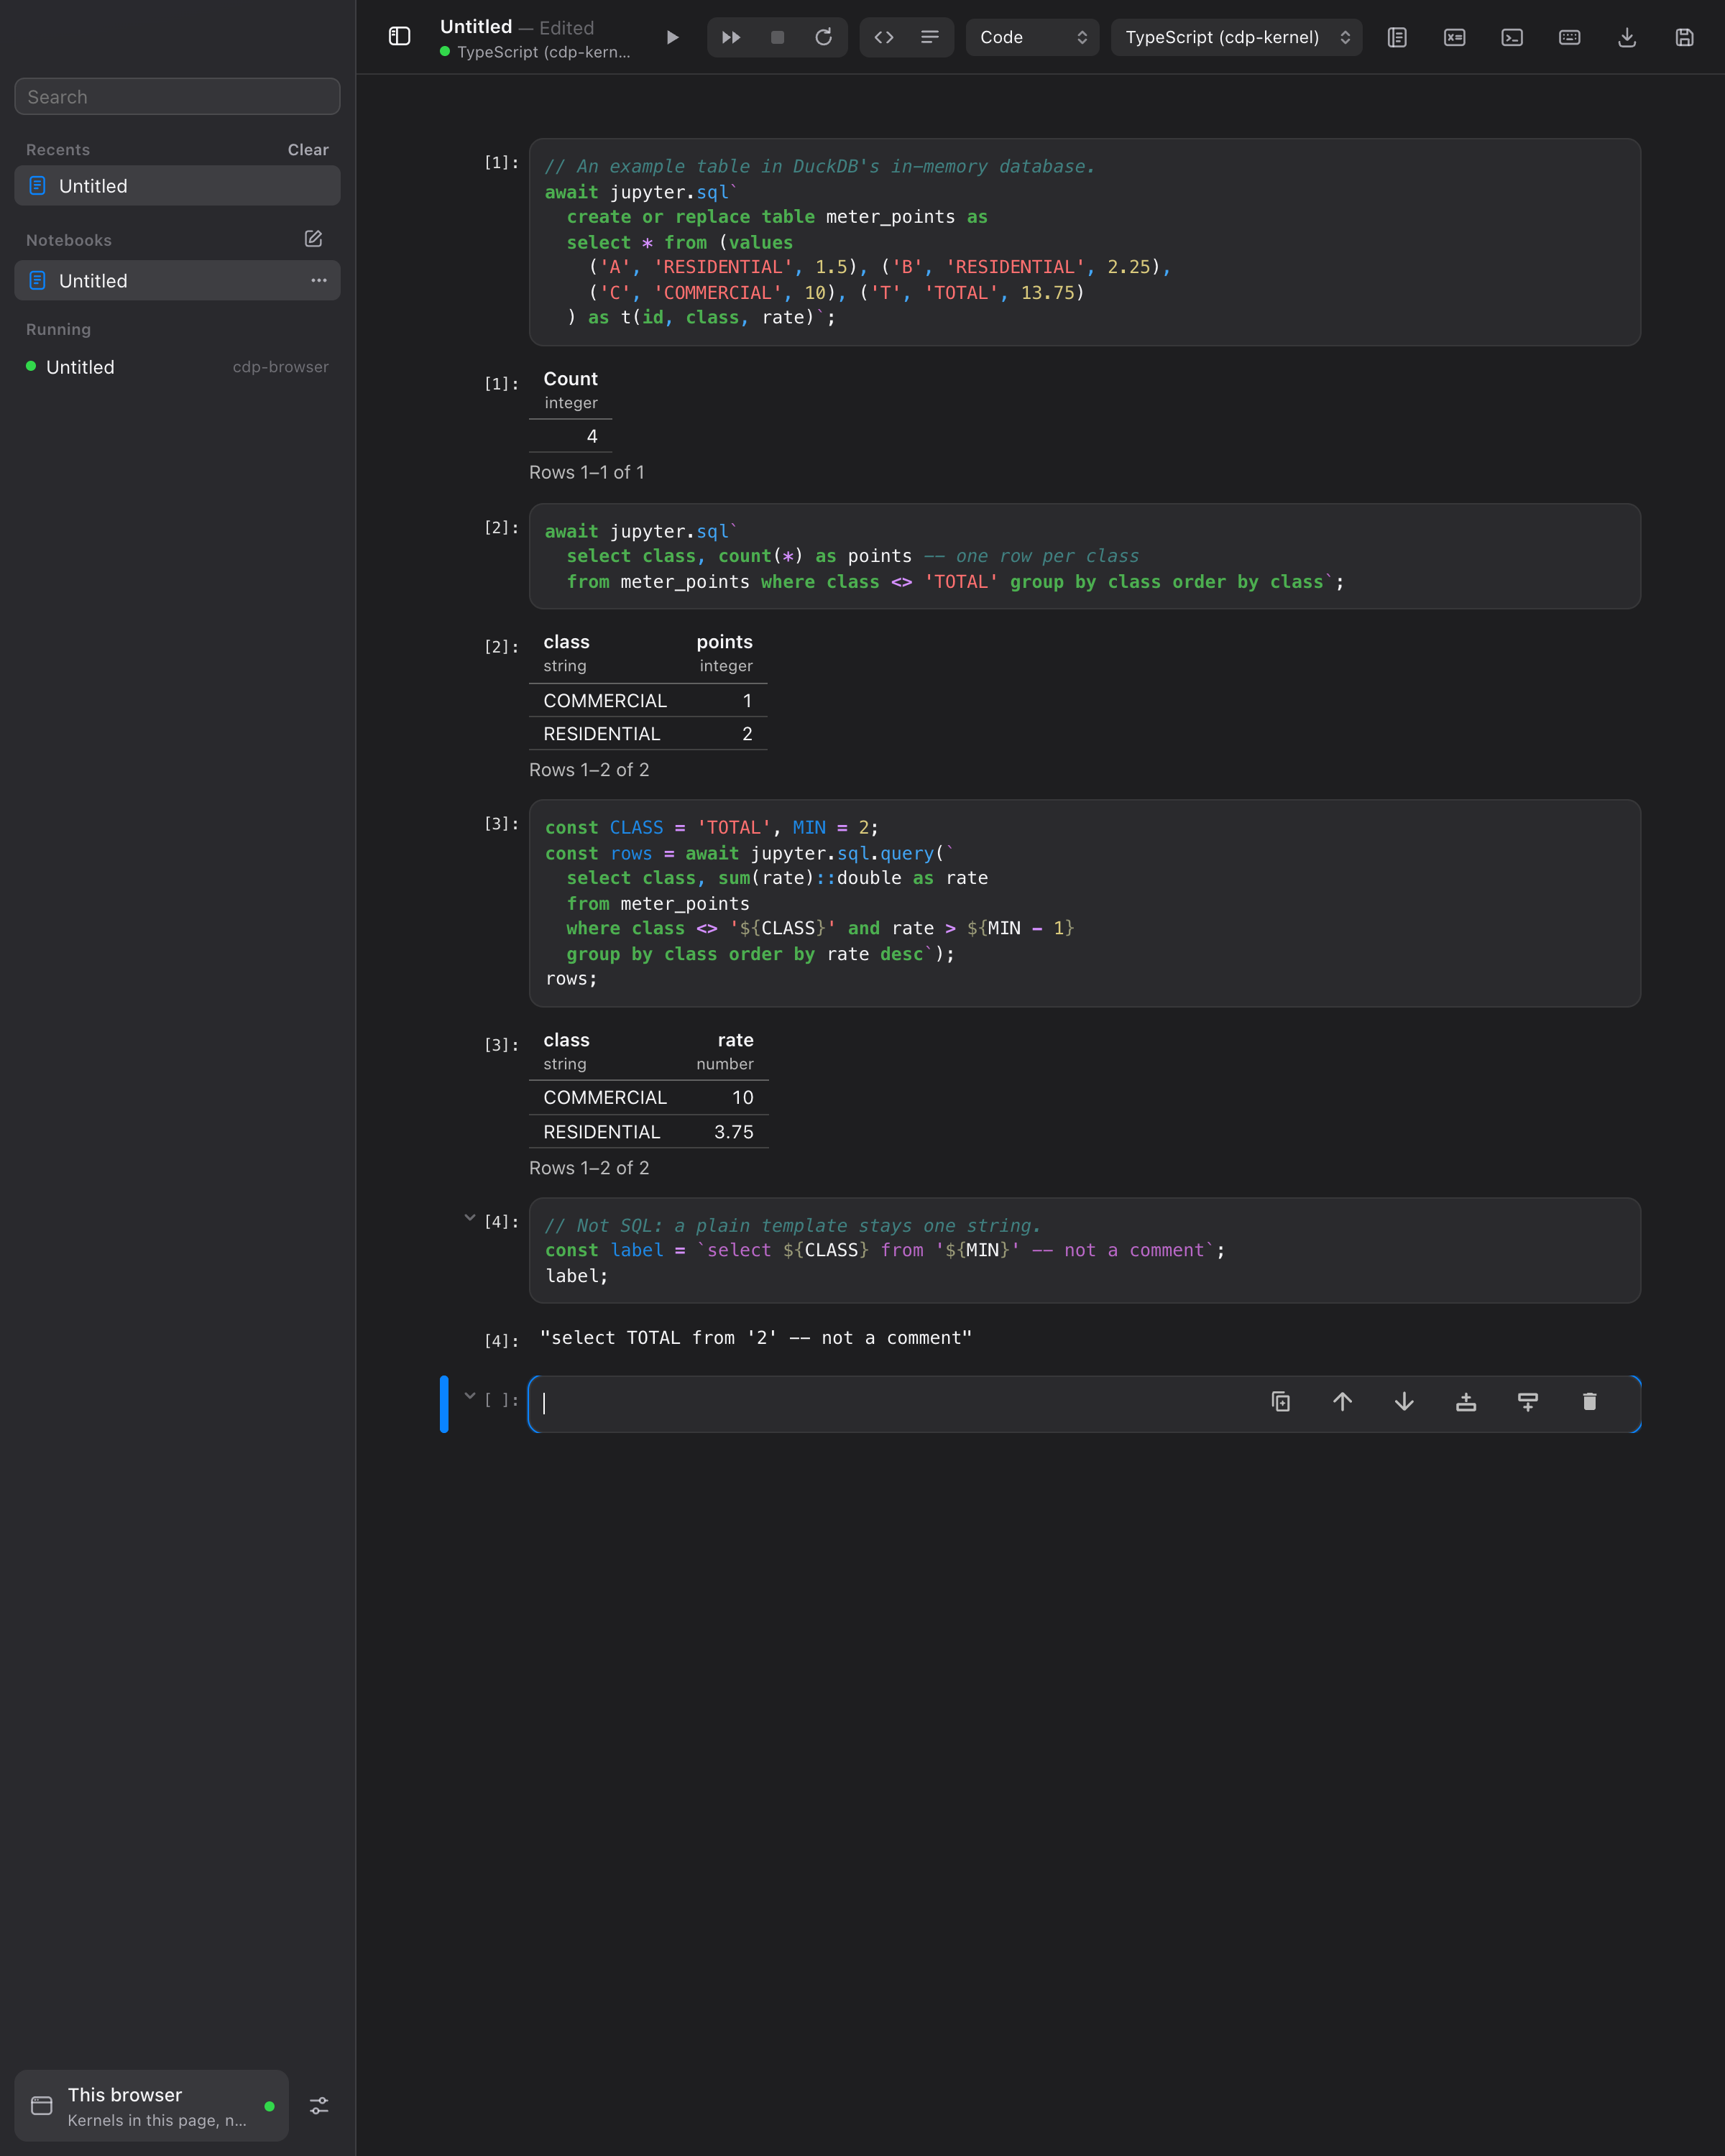 Untitled — Edited
TypeScript (cdp-kern...
Code
TypeScript (cdp-kernel)
Search
Recents
Clear
Untitled
Notebooks
Untitled
Running
Untitled
cdp-browser
[1]:
// An example table in DuckDB's in-memory database.
await jupyter.sql`
  create or replace table meter_points as
  select * from (values
    ('A', 'RESIDENTIAL', 1.5), ('B', 'RESIDENTIAL', 2.25),
    ('C', 'COMMERCIAL', 10), ('T', 'TOTAL', 13.75)
  ) as t(id, class, rate)`;
[1]:
Count
integer
4
Rows 1–1 of 1
[2]:
await jupyter.sql`
  select class, count(*) as points -- one row per class
  from meter_points where class <> 'TOTAL' group by class order by class`;
[2]:
class points
string integer
COMMERCIAL 1
RESIDENTIAL 2
Rows 1–2 of 2
[3]:
const CLASS = 'TOTAL', MIN = 2;
const rows = await jupyter.sql.query(`
  select class, sum(rate)::double as rate
  from meter_points
  where class <> '${CLASS}' and rate > ${MIN - 1}
  group by class order by rate desc`);
rows;
[3]:
class rate
string number
COMMERCIAL 10
RESIDENTIAL 3.75
Rows 1–2 of 2
[4]:
// Not SQL: a plain template stays one string.
const label = `select ${CLASS} from '${MIN}' -- not a comment`;
label;
[4]:
"select TOTAL from '2' -- not a comment"
[ ]:
This browser
Kernels in this page, n...